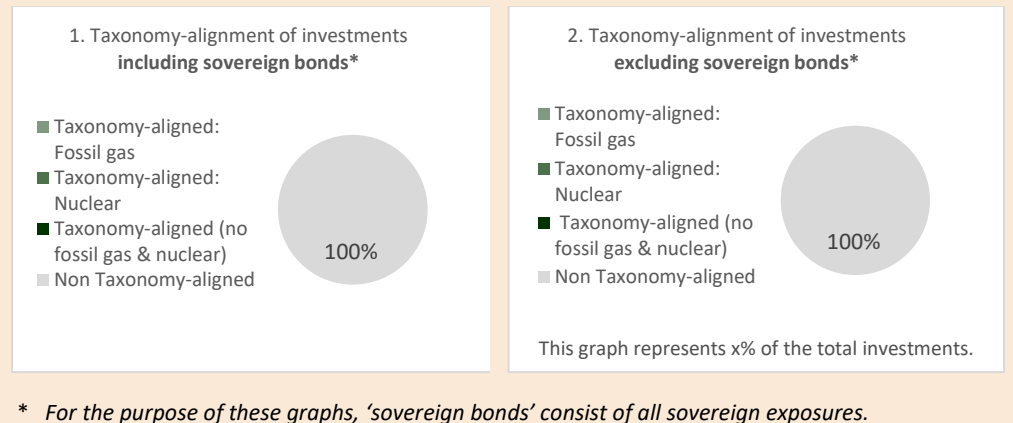 1. Taxonomy-alignment of investments
including sovereign bonds*
Taxonomy-aligned:
Fossil gas
Taxonomy-aligned:
Nuclear
Taxonomy-aligned (no
fossil gas & nuclear)
Non Taxonomy-aligned
100%
2. Taxonomy-alignment of investments
excluding sovereign bonds*
Taxonomy-aligned:
Fossil gas
Taxonomy-aligned:
Nuclear
Taxonomy-aligned (no
fossil gas & nuclear)
Non Taxonomy-aligned
100%
This graph represents x% of the total investments.
* For the purpose of these graphs, ‘sovereign bonds’ consist of all sovereign exposures.